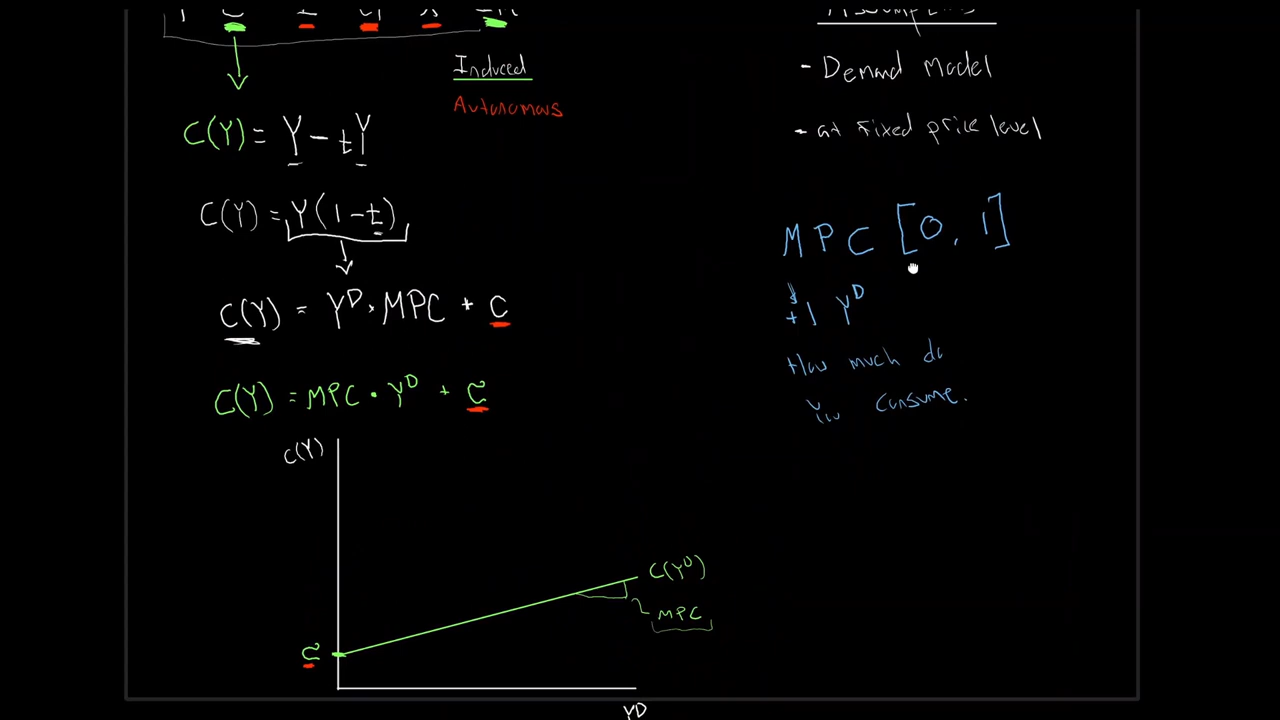 Induced
Autonomous
C(Y) = Y - tY
C(Y) = Y(1-t)
C(Y) = Y^D · MPC + C
C(Y) = MPC · Y^D + C̃
C(Y)
C(Y^D)
MPC
C̃
YD
Assumptions
- Demand Model
- at fixed price level
MPC [0, 1]
+$1 Y^D
How much do
You consume.